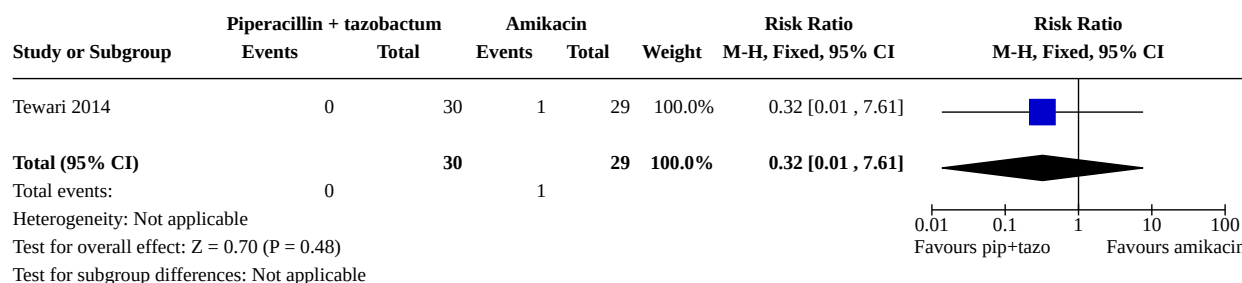 Piperacillin + tazobactum Amikacin Risk Ratio Risk Ratio
Study or Subgroup Events Total Events Total Weight M-H, Fixed, 95% CI M-H, Fixed, 95% CI
Tewari 2014 0 30 1 29 100.0% 0.32 [0.01 , 7.61]
Total (95% CI) 30 29 100.0% 0.32 [0.01 , 7.61]
Total events: 0 1
Heterogeneity: Not applicable
0.01 0.1 1 10 100
Test for overall effect: Z = 0.70 (P = 0.48) Favours pip+tazo Favours amikacin
Test for subgroup differences: Not applicable